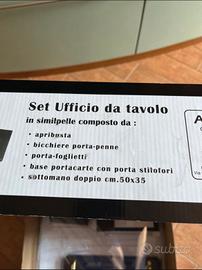 Set Ufficio da tavolo
in similpelle composto da :
• apribusta
• bicchiere porta-penne
• porta-foglietti
• base portacarte con porta stilofori
• sottomano doppio cm.50x35
A
subito